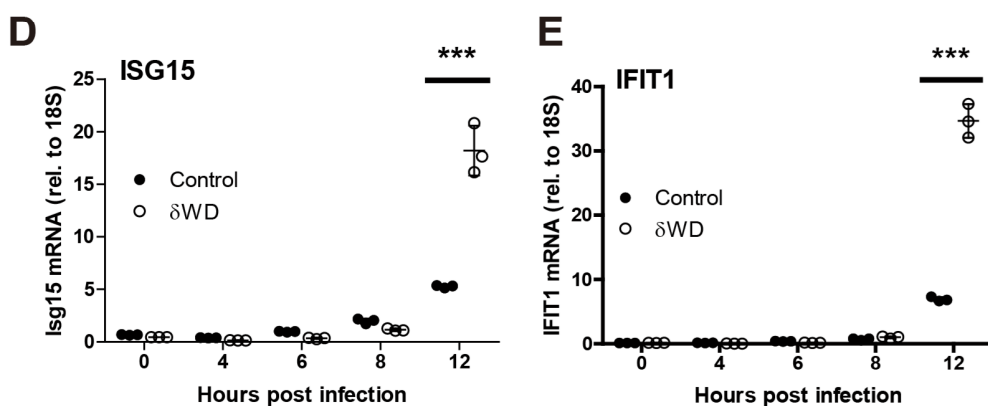 D
ISG15
***
Isg15 mRNA (rel. to 18S)
25
20
15
10
5
0
Control
δWD
0 4 6 8 12
Hours post infection
E
IFIT1
***
IFIT1 mRNA (rel. to 18S)
40
30
20
10
0
Control
δWD
0 4 6 8 12
Hours post infection